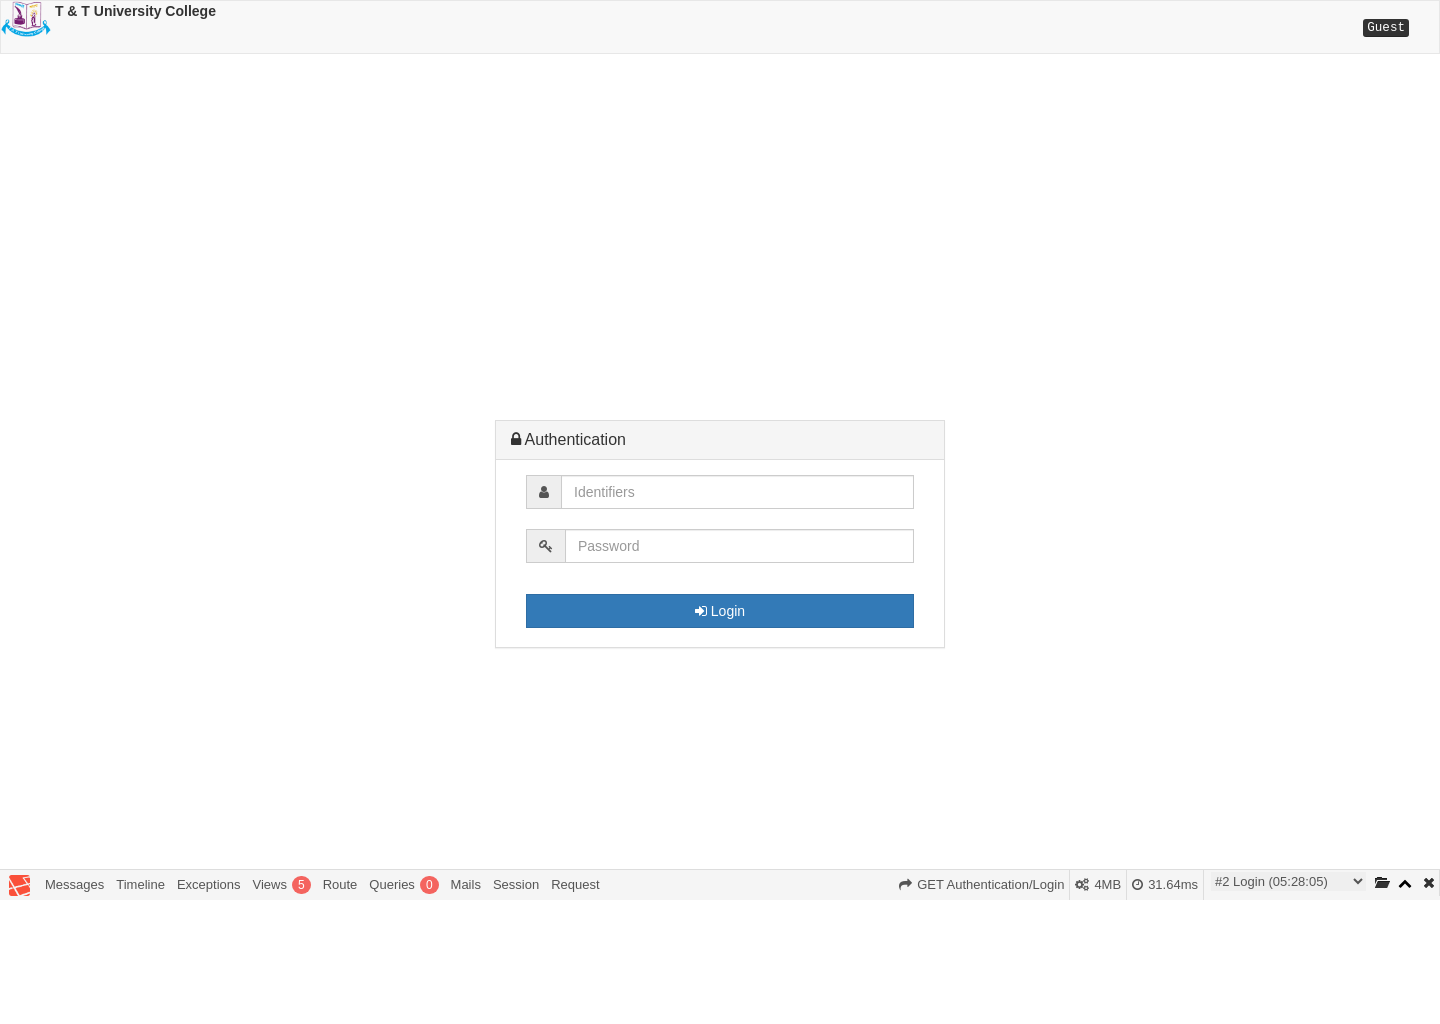 T & T University College
Guest
Authentication
Identifiers
Password
Login
Messages Timeline Exceptions Views 5 Route Queries 0 Mails Session Request GET Authentication/Login 4MB 31.64ms #2 Login (05:28:05)